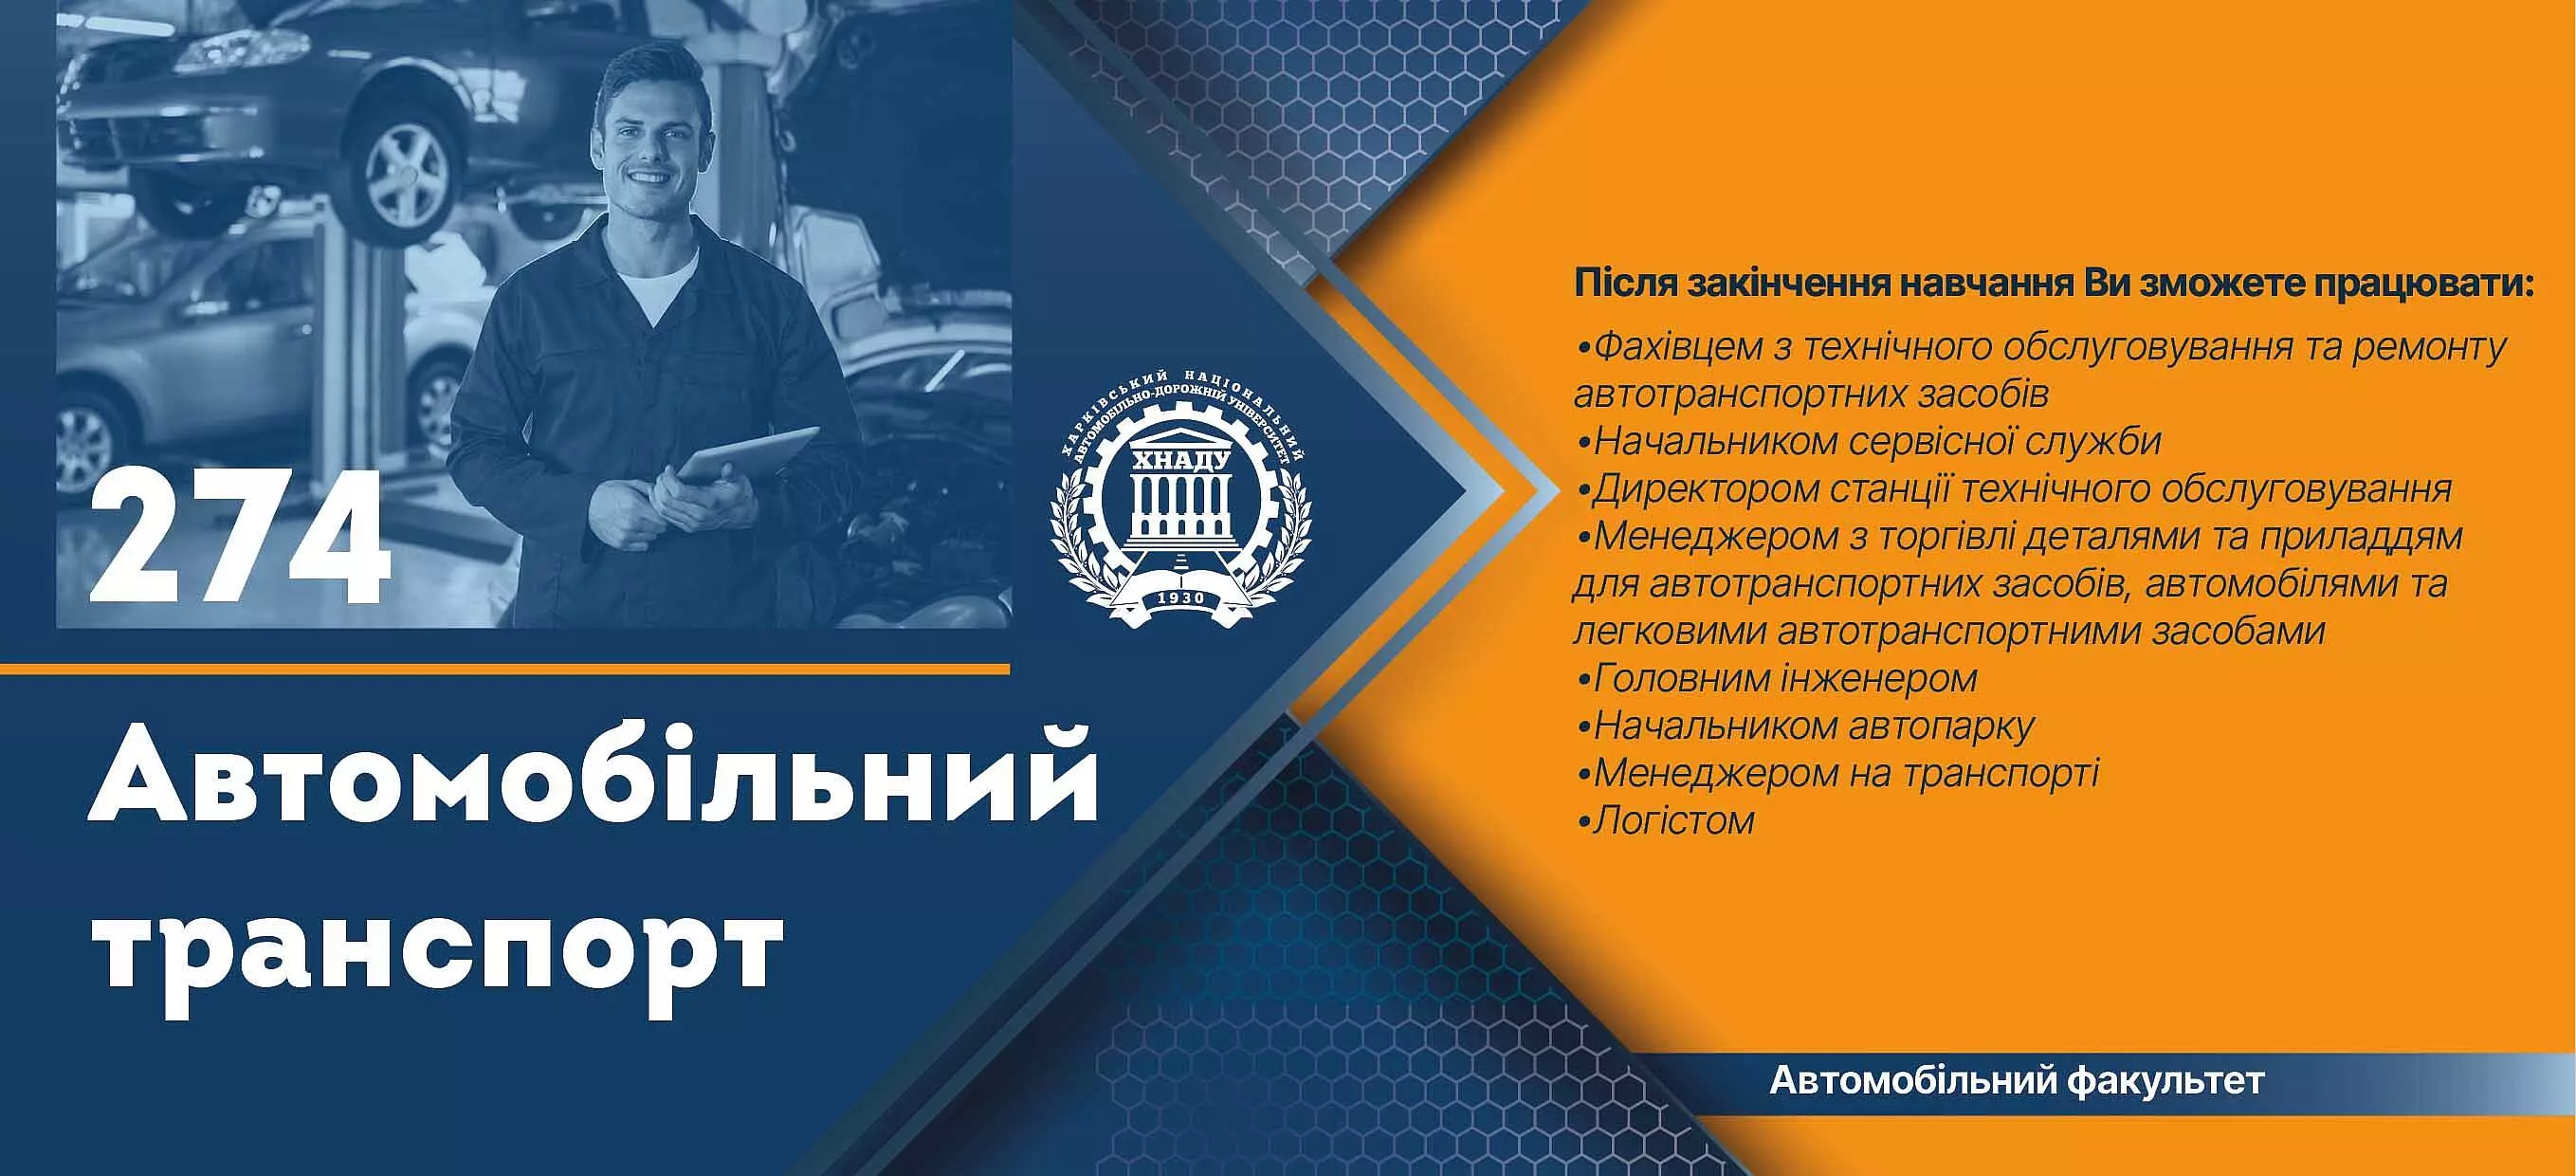 274
Автомобільний
транспорт
ХАРКІВСЬКИЙ НАЦІОНАЛЬНИЙ
АВТОМОБІЛЬНО-ДОРОЖНІЙ УНІВЕРСИТЕТ
ХНАДУ
1930
Після закінчення навчання Ви зможете працювати:
•Фахівцем з технічного обслуговування та ремонту
автотранспортних засобів
•Начальником сервісної служби
•Директором станції технічного обслуговування
•Менеджером з торгівлі деталями та приладдям
для автотранспортних засобів, автомобілями та
легковими автотранспортними засобами
•Головним інженером
•Начальником автопарку
•Менеджером на транспорті
•Логістом
Автомобільний факультет